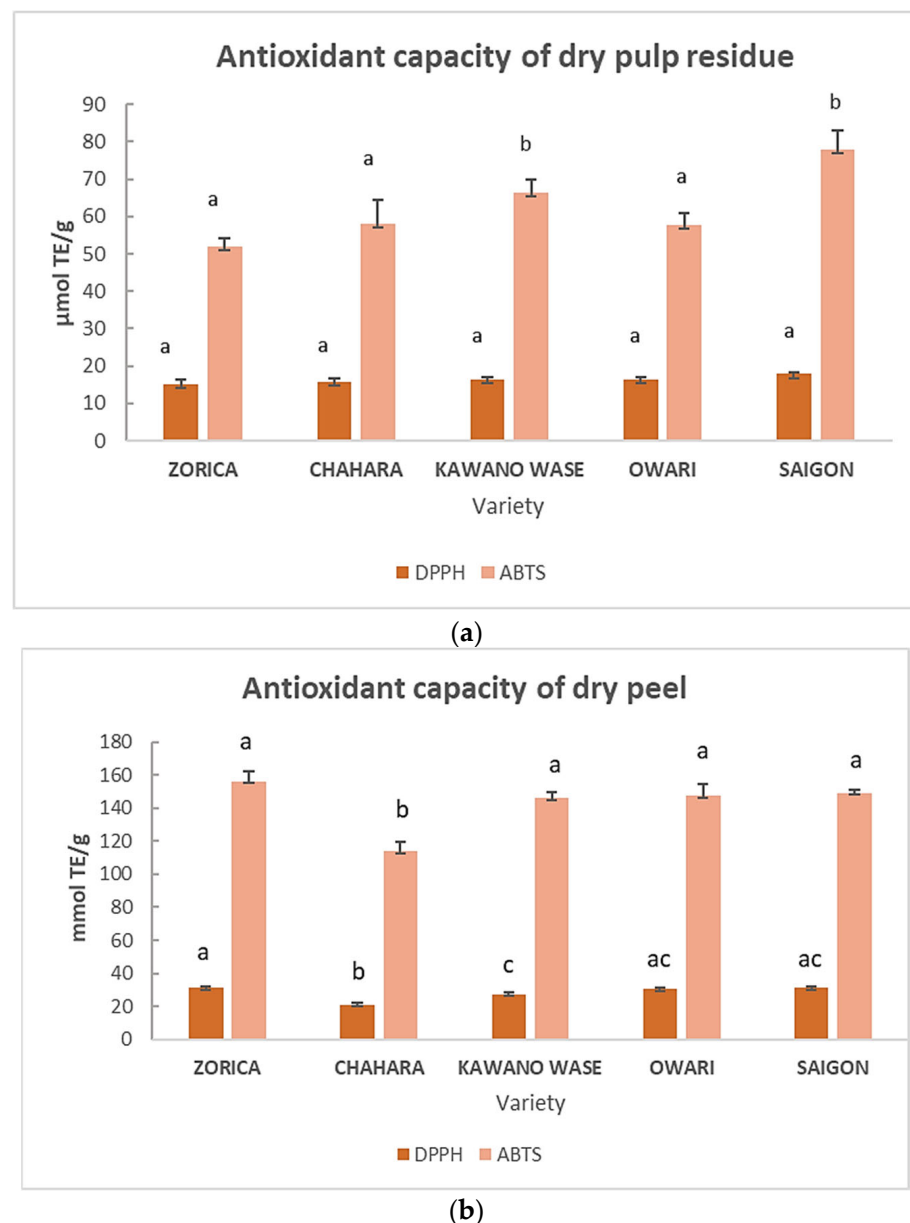 Antioxidant capacity of dry pulp residue
µmol TE/g
90
80
70
60
50
40
30
20
10
0
a a a a a b a a a b
ZORICA CHAHARA KAWANO WASE OWARI SAIGON
Variety
DPPH ABTS
(a)
Antioxidant capacity of dry peel
mmol TE/g
180
160
140
120
100
80
60
40
20
0
a a b b c a ac a ac a
ZORICA CHAHARA KAWANO WASE OWARI SAIGON
Variety
DPPH ABTS
(b)